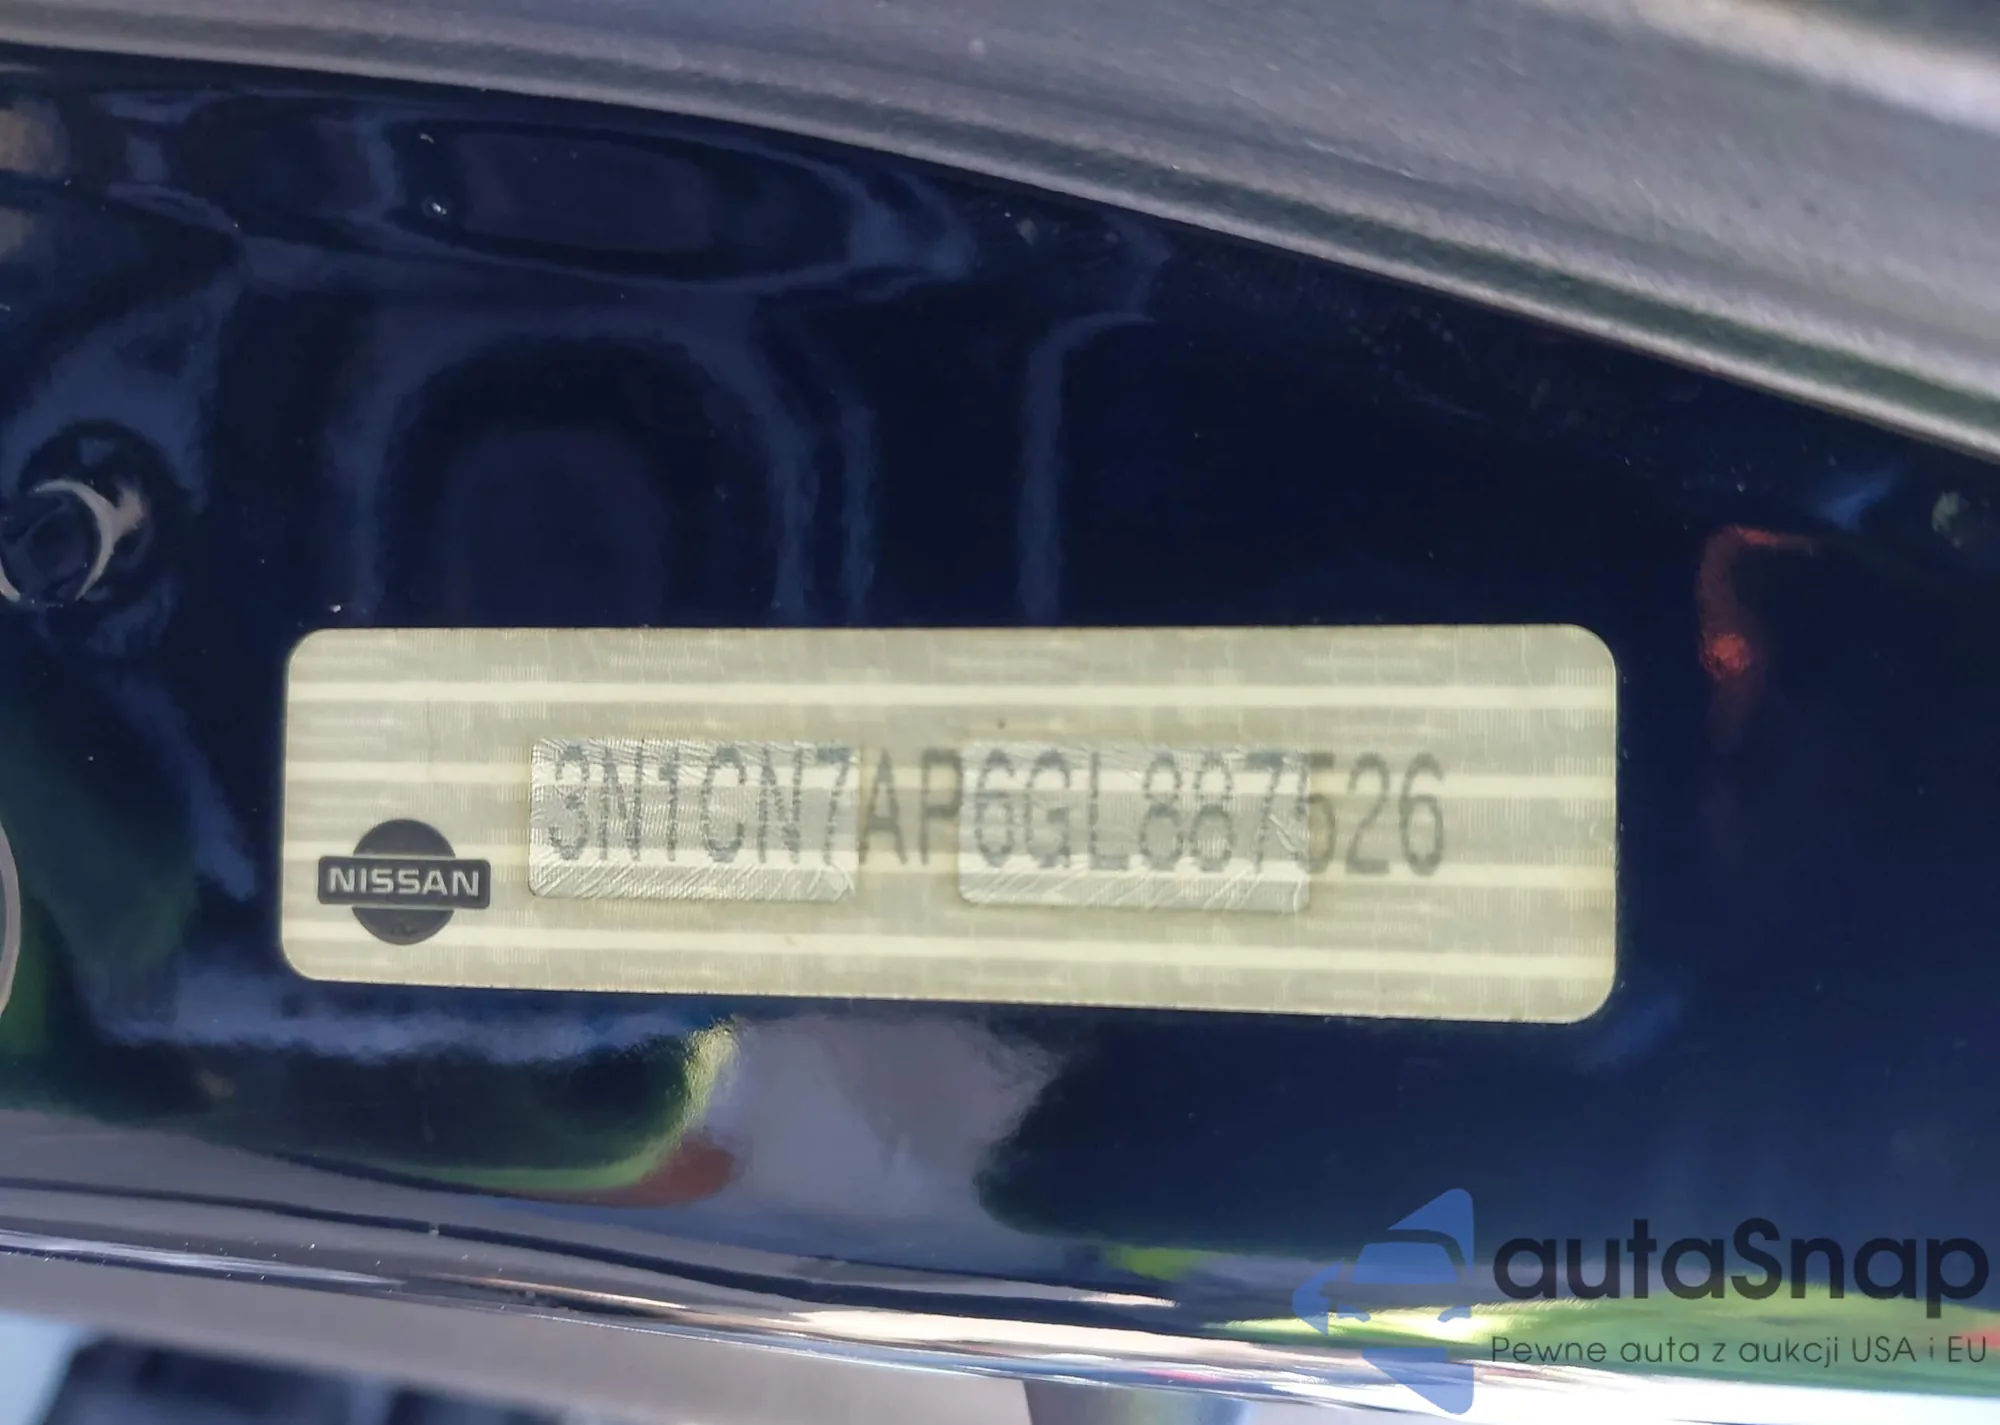 3N1CN7AP6GL887526
NISSAN
autaSnap
Pewne auta z aukcji USA i EU